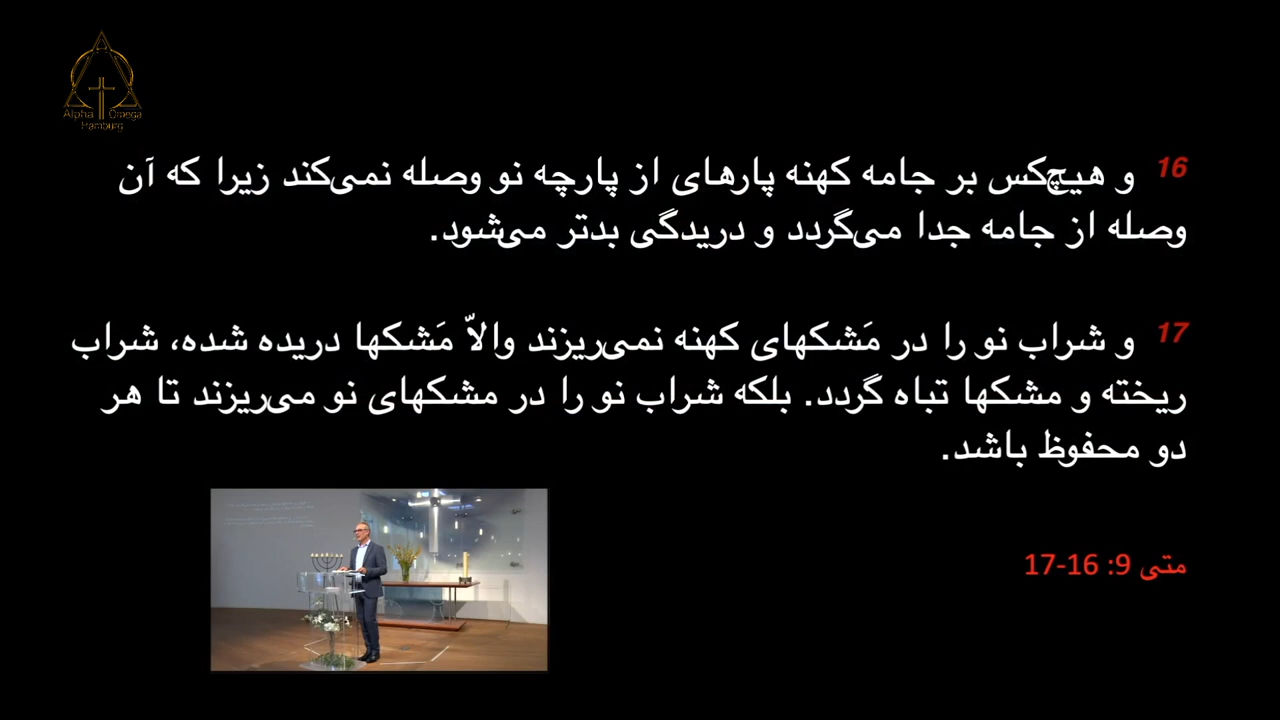 Alpha Omega
Hamburg
16 و هیچ‌کس بر جامه کهنه پارهای از پارچه نو وصله نمی‌کند زیرا که آن
وصله از جامه جدا می‌گردد و دریدگی بدتر می‌شود.
17 و شراب نو را در مَشکهای کهنه نمی‌ریزند والاّ مَشکها دریده شده، شراب
ریخته و مشکها تباه گردد. بلکه شراب نو را در مشکهای نو می‌ریزند تا هر
دو محفوظ باشد.
متی 9: 16-17